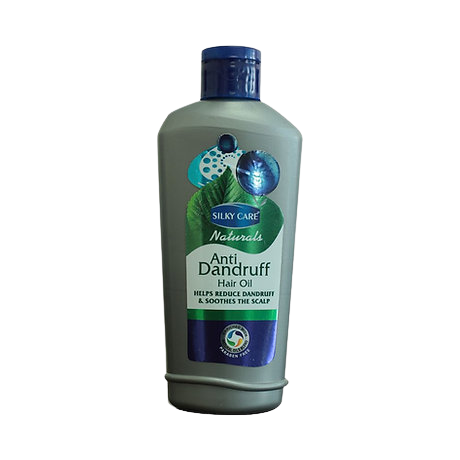 SILKY CARE®
Naturals
Anti
Dandruff
Hair Oil
HELPS REDUCE DANDRUFF
& SOOTHES THE SCALP
PARABEN FREE